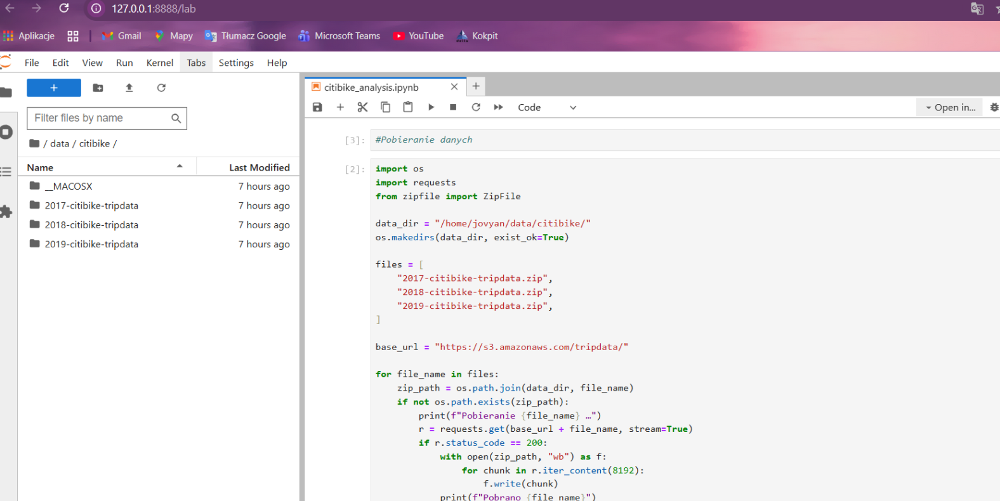 127.0.0.1:8888/lab
Aplikacje Gmail Mapy Tłumacz Google Microsoft Teams YouTube Kokpit
File Edit View Run Kernel Tabs Settings Help
+
Filter files by name
/ data / citibike /
Name Last Modified
__MACOSX 7 hours ago
2017-citibike-tripdata 7 hours ago
2018-citibike-tripdata 7 hours ago
2019-citibike-tripdata 7 hours ago
citibike_analysis.ipynb
Code
Open in...
[3]: #Pobieranie danych
[2]: import os
import requests
from zipfile import ZipFile
data_dir = "/home/jovyan/data/citibike/"
os.makedirs(data_dir, exist_ok=True)
files = [
"2017-citibike-tripdata.zip",
"2018-citibike-tripdata.zip",
"2019-citibike-tripdata.zip",
]
base_url = "https://s3.amazonaws.com/tripdata/"
for file_name in files:
zip_path = os.path.join(data_dir, file_name)
if not os.path.exists(zip_path):
print(f"Pobieranie {file_name} …")
r = requests.get(base_url + file_name, stream=True)
if r.status_code == 200:
with open(zip_path, "wb") as f:
for chunk in r.iter_content(8192):
f.write(chunk)
print(f"Pobrano {file_name}")